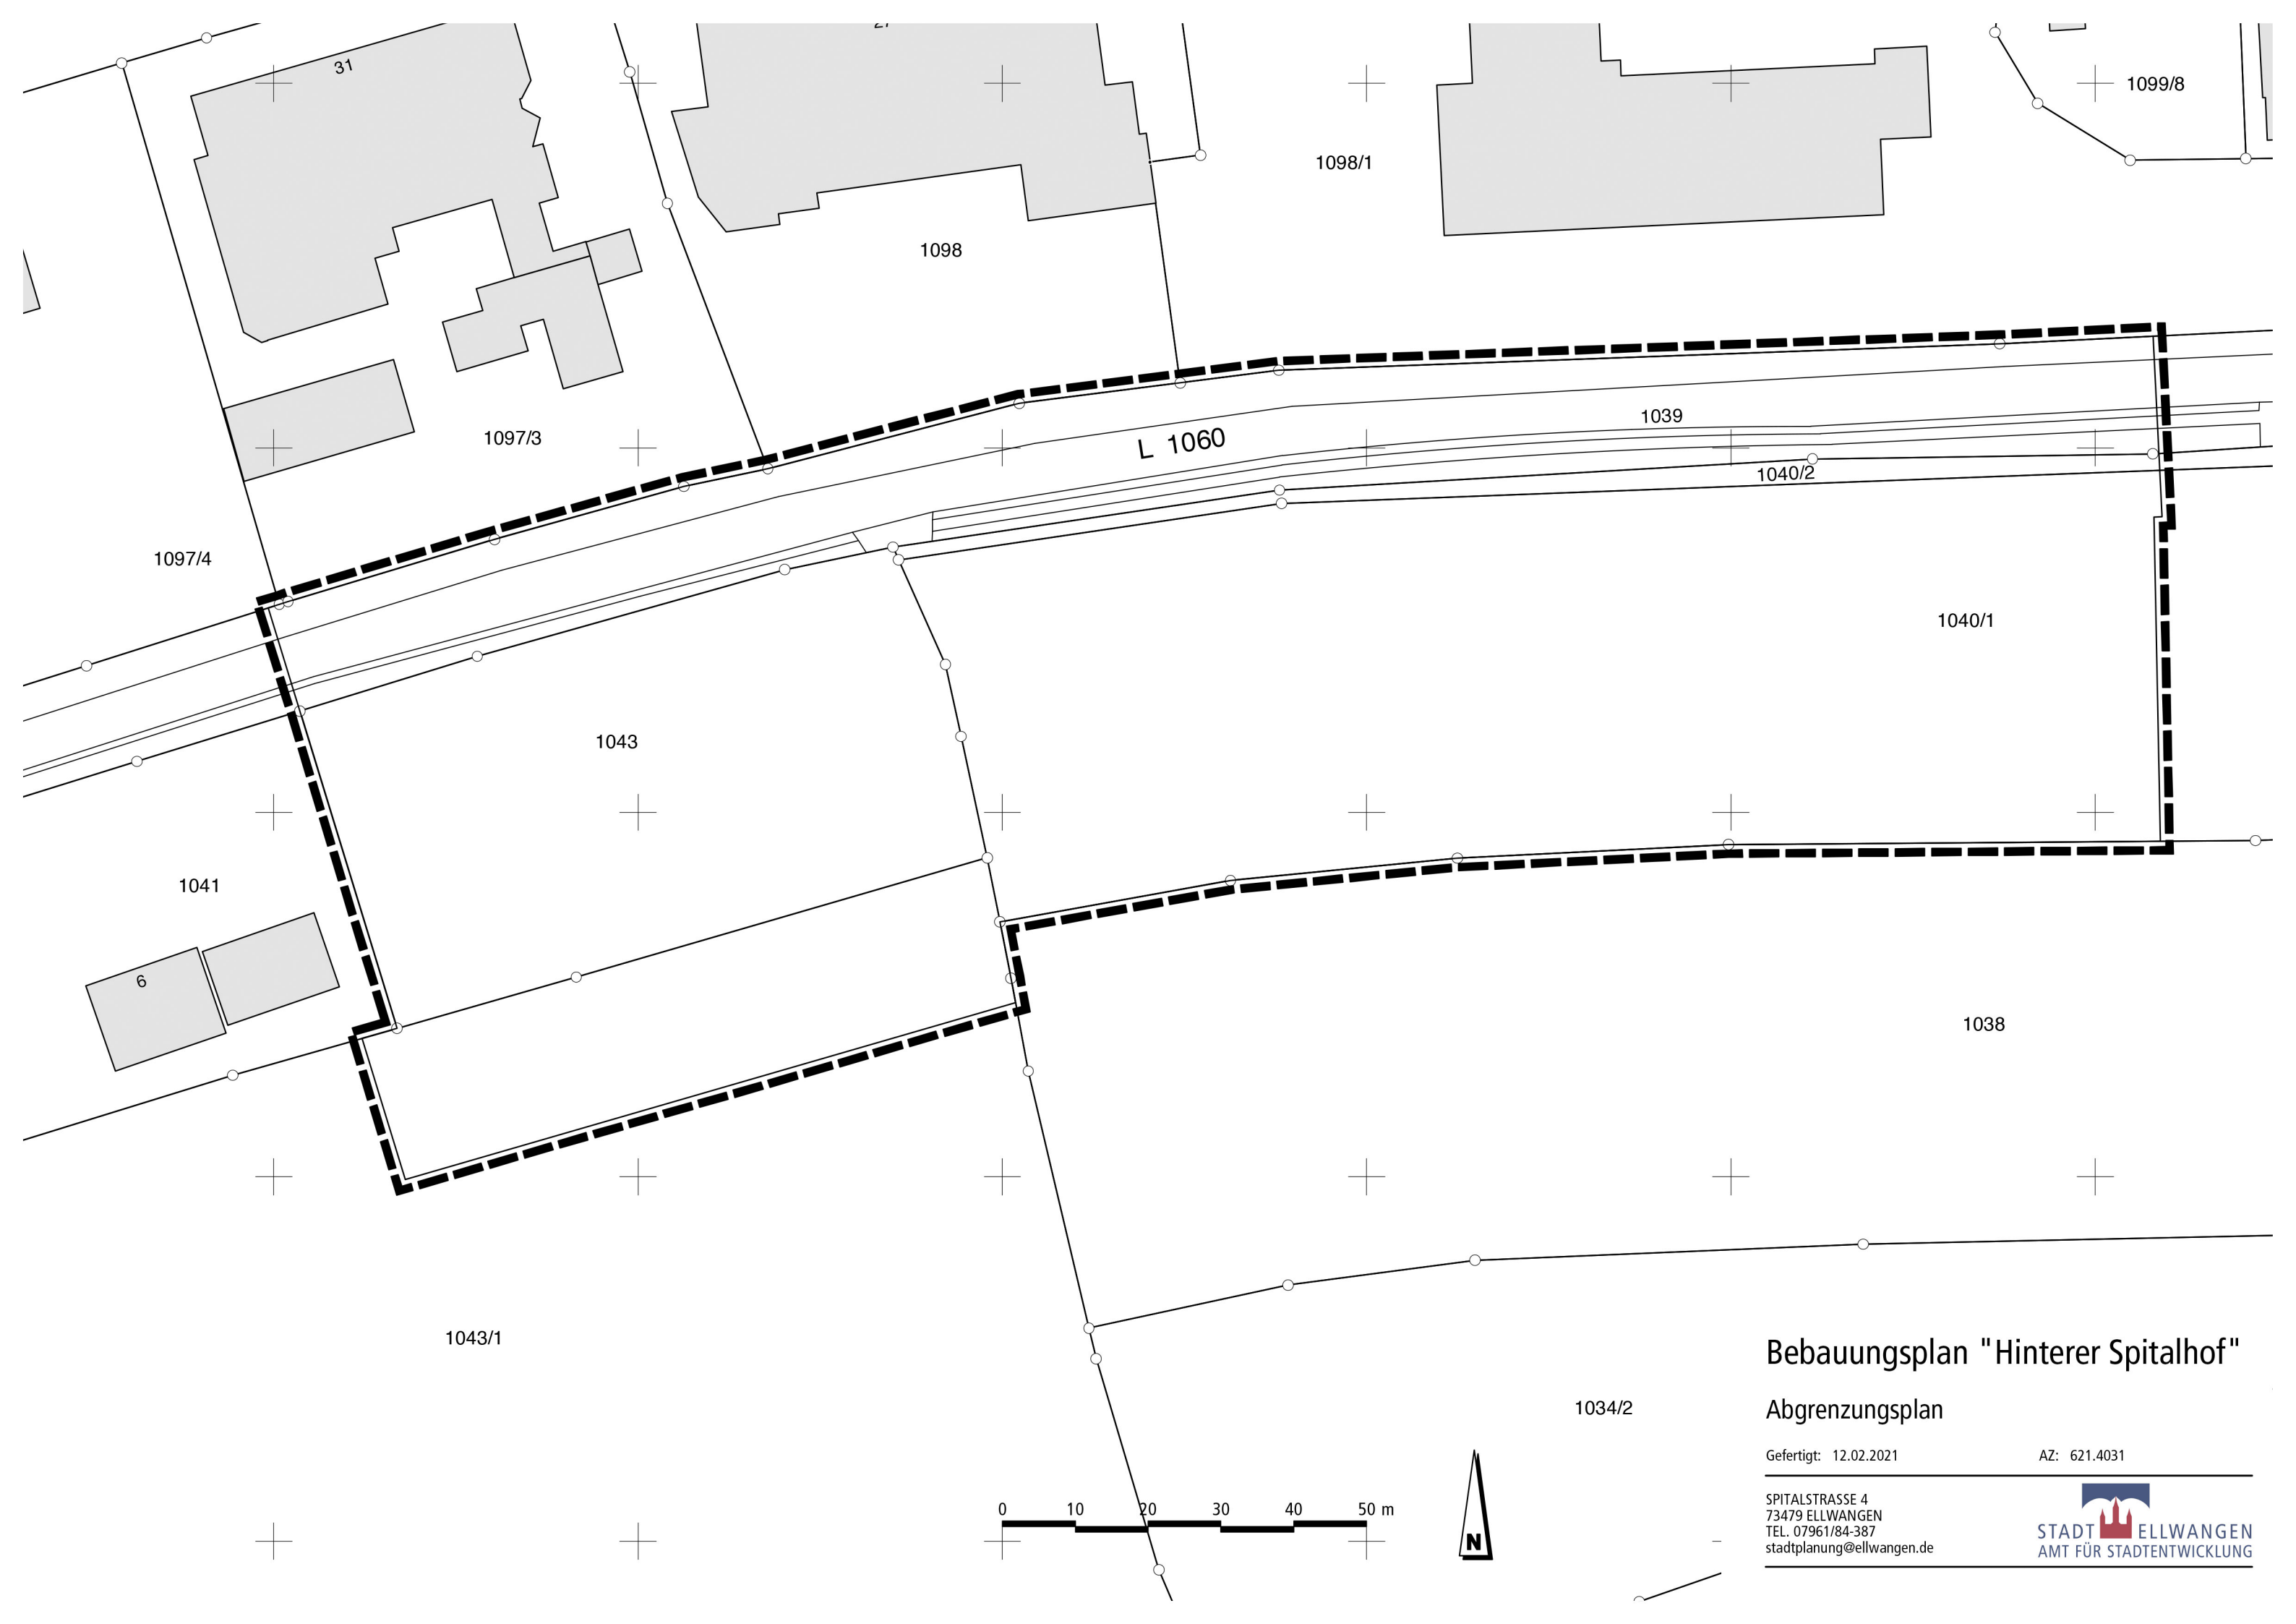 27
31
1099/8
1098/1
1098
1039
L 1060
1097/3
1040/2
1097/4
1040/1
1043
1041
6
1038
1043/1
Bebauungsplan "Hinterer Spitalhof"
Abgrenzungsplan
1034/2
Gefertigt: 12.02.2021 AZ: 621.4031
SPITALSTRASSE 4
73479 ELLWANGEN
TEL. 07961/84-387
stadtplanung@ellwangen.de
STADT ELLWANGEN
AMT FÜR STADTENTWICKLUNG
0 10 20 30 40 50 m
N